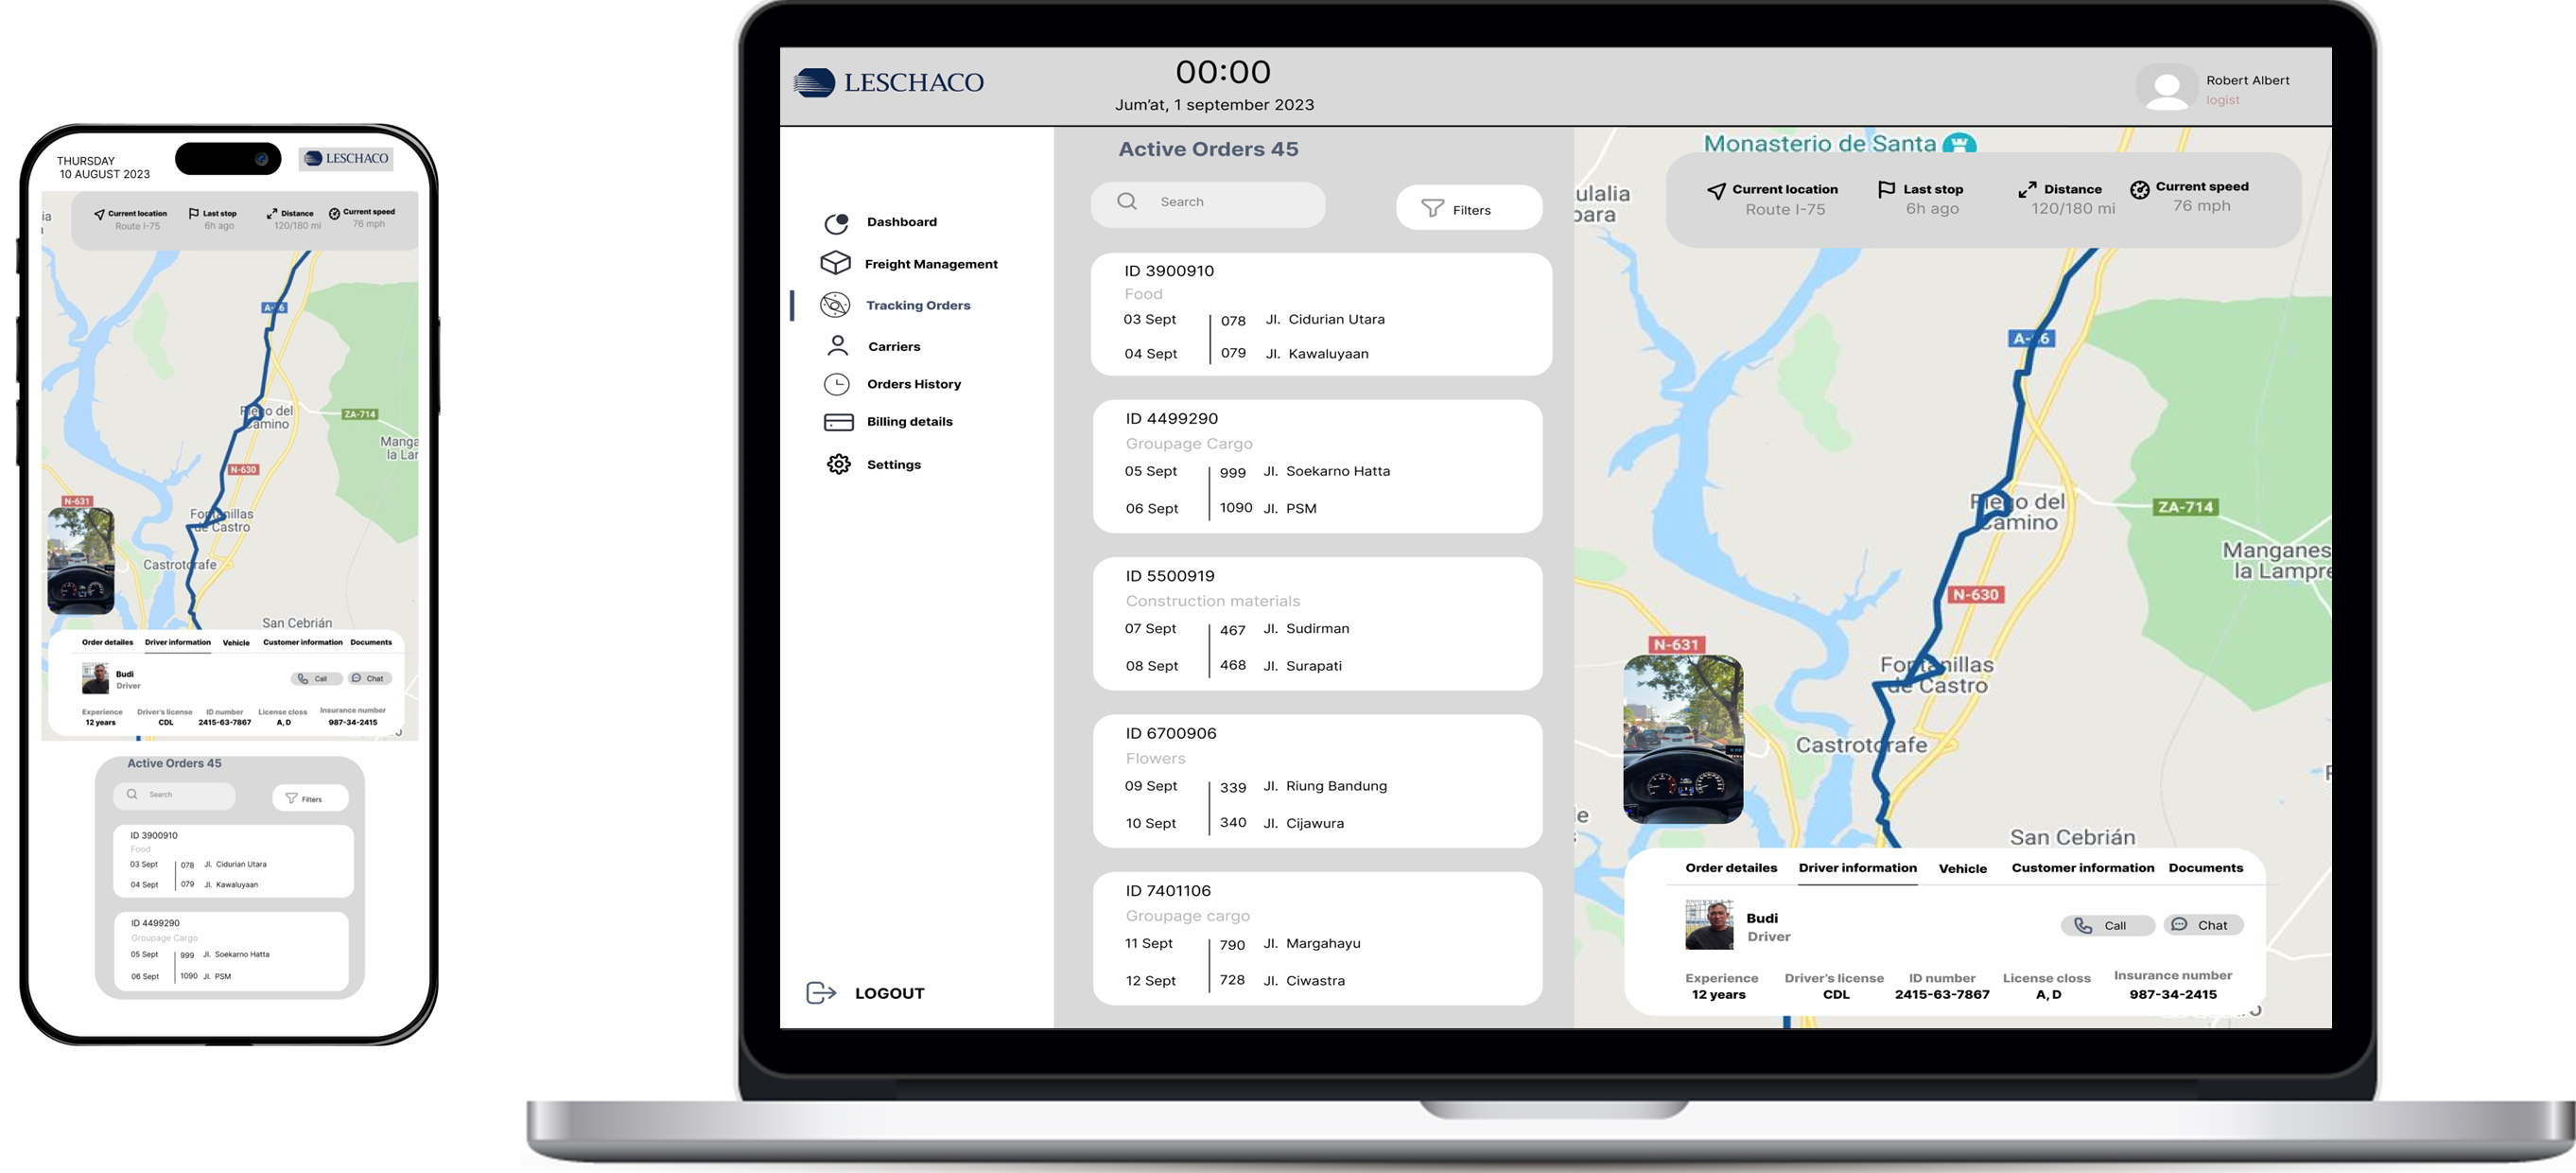 THURSDAY
10 AUGUST 2023
LESCHACO
Current location
Route I-75
Last stop
6h ago
Distance
120/180 mi
Current speed
76 mph
ia
A-66
ZA-714
Manga
la Lar
N-630
N-631
Castrotorafe
San Cebrián
Order detailes Driver information Vehicle Customer information Documents
Budi
Driver
Call
Chat
Experience
12 years
Driver's license
CDL
ID number
2415-63-7867
License closs
A, D
Insurance number
987-34-2415
Active Orders 45
Search
Filters
ID 3900910
Food
03 Sept 078 Jl. Cidurian Utara
04 Sept 079 Jl. Kawaluyaan
ID 4499290
Groupage Cargo
05 Sept 999 Jl. Soekarno Hatta
06 Sept 1090 Jl. PSM
LESCHACO
00:00
Jum'at, 1 september 2023
Robert Albert
logist
Dashboard
Freight Management
Tracking Orders
Carriers
Orders History
Billing details
Settings
LOGOUT
Active Orders 45
Search
Filters
ID 3900910
Food
03 Sept 078 Jl. Cidurian Utara
04 Sept 079 Jl. Kawaluyaan
ID 4499290
Groupage Cargo
05 Sept 999 Jl. Soekarno Hatta
06 Sept 1090 Jl. PSM
ID 5500919
Construction materials
07 Sept 467 Jl. Sudirman
08 Sept 468 Jl. Surapati
ID 6700906
Flowers
09 Sept 339 Jl. Riung Bandung
10 Sept 340 Jl. Cijawura
ID 7401106
Groupage cargo
11 Sept 790 Jl. Margahayu
12 Sept 728 Jl. Ciwastra
Monasterio de Santa
ulalia
para
Current location
Route I-75
Last stop
6h ago
Distance
120/180 mi
Current speed
76 mph
A-66
Piego del
Camino
ZA-714
Manganes
la Lampre
N-630
N-631
Fontanillas
de Castro
Castrotorafe
San Cebrián
Order detailes Driver information Vehicle Customer information Documents
Budi
Driver
Call
Chat
Experience
12 years
Driver's license
CDL
ID number
2415-63-7867
License closs
A, D
Insurance number
987-34-2415